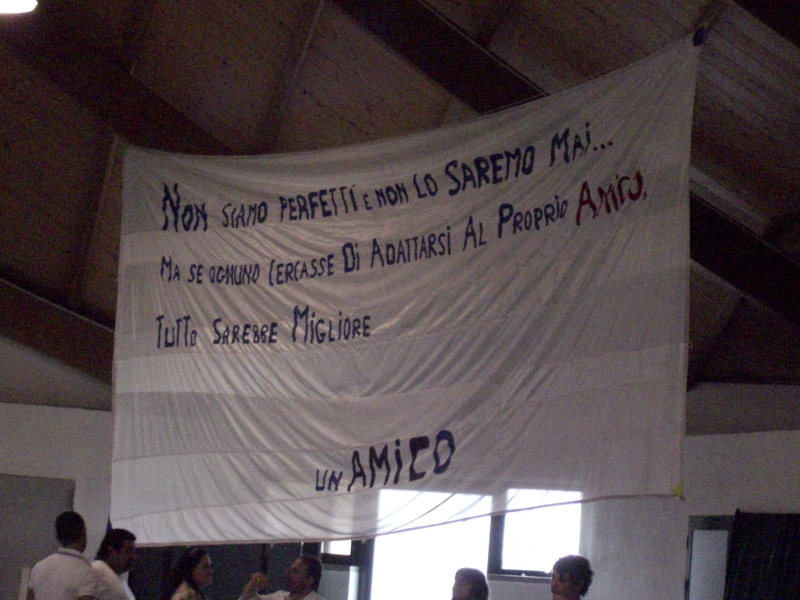 NON SiAMO PERFETTi E NON LO SAREMO MAi...
MA SE OGNUNO CERCASSE Di ADATTARSi AL PROPRIO AMiCO,
TUTTO SAREBBE MiGLiORE
UN AMiCO